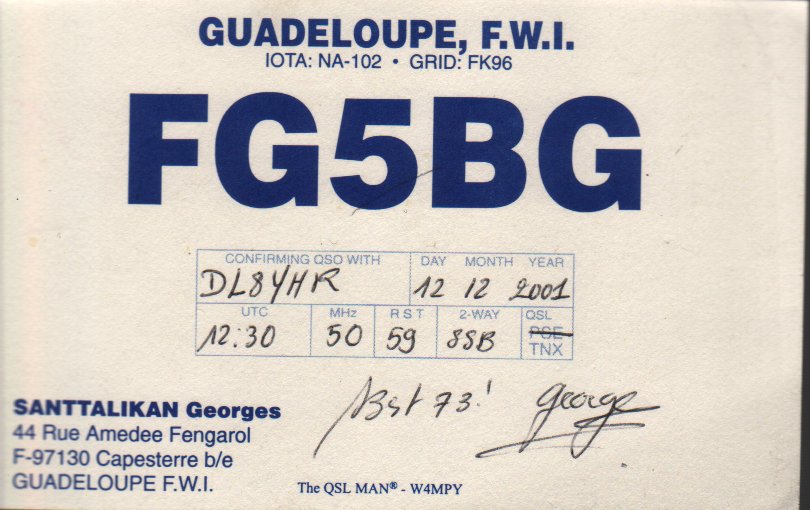 GUADELOUPE, F.W.I.
IOTA: NA-102 • GRID: FK96
FG5BG
CONFIRMING QSO WITH DAY MONTH YEAR
DL8YHR 12 12 2001
UTC MHz R S T 2-WAY QSL
12:30 50 59 SSB PSE
TNX
Best 73! george
SANTTALIKAN Georges
44 Rue Amedee Fengarol
F-97130 Capesterre b/e
GUADELOUPE F.W.I.
The QSL MAN® - W4MPY